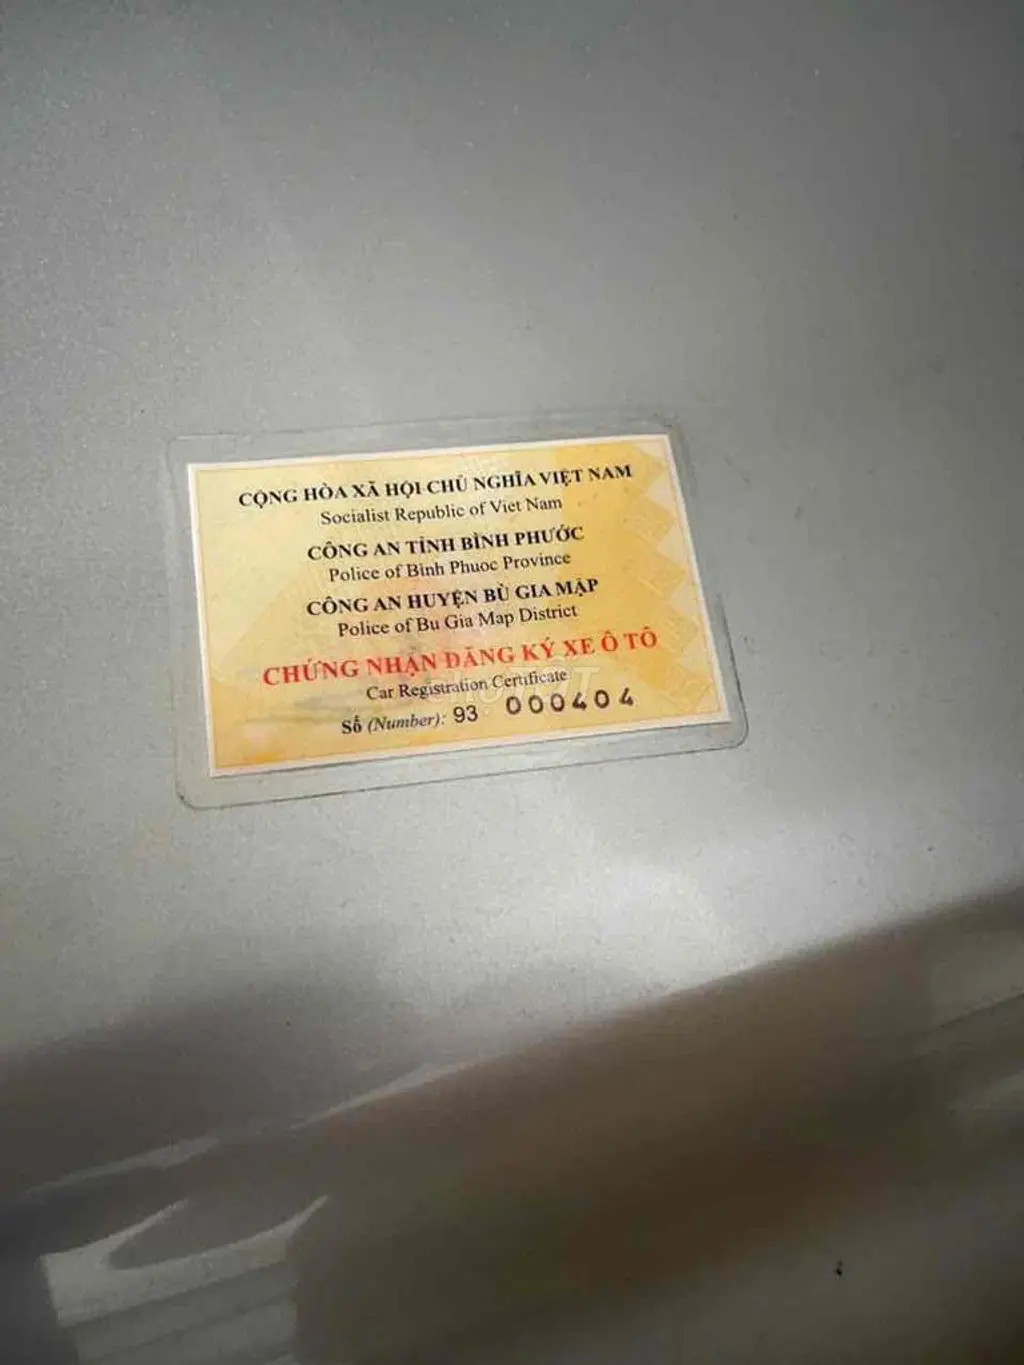 CỘNG HÒA XÃ HỘI CHỦ NGHĨA VIỆT NAM
Socialist Republic of Viet Nam
CÔNG AN TỈNH BÌNH PHƯỚC
Police of Binh Phuoc Province
CÔNG AN HUYỆN BÙ GIA MẬP
Police of Bu Gia Map District
CHỨNG NHẬN ĐĂNG KÝ XE Ô TÔ
Car Registration Certificate
Số (Number): 93 000404